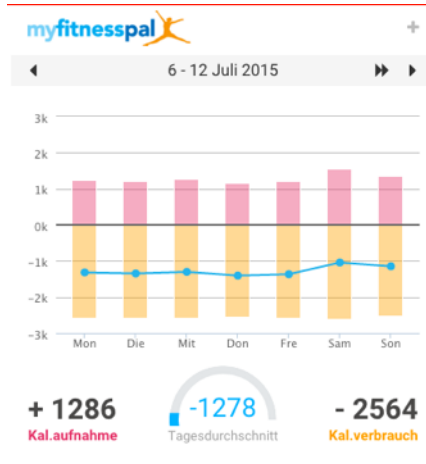 myfitnesspal
+
6 - 12 Juli 2015
3k
2k
1k
0k
-1k
-2k
-3k
Mon Die Mit Don Fre Sam Son
+ 1286 -1278 - 2564
Kal.aufnahme Tagesdurchschnitt Kal.verbrauch